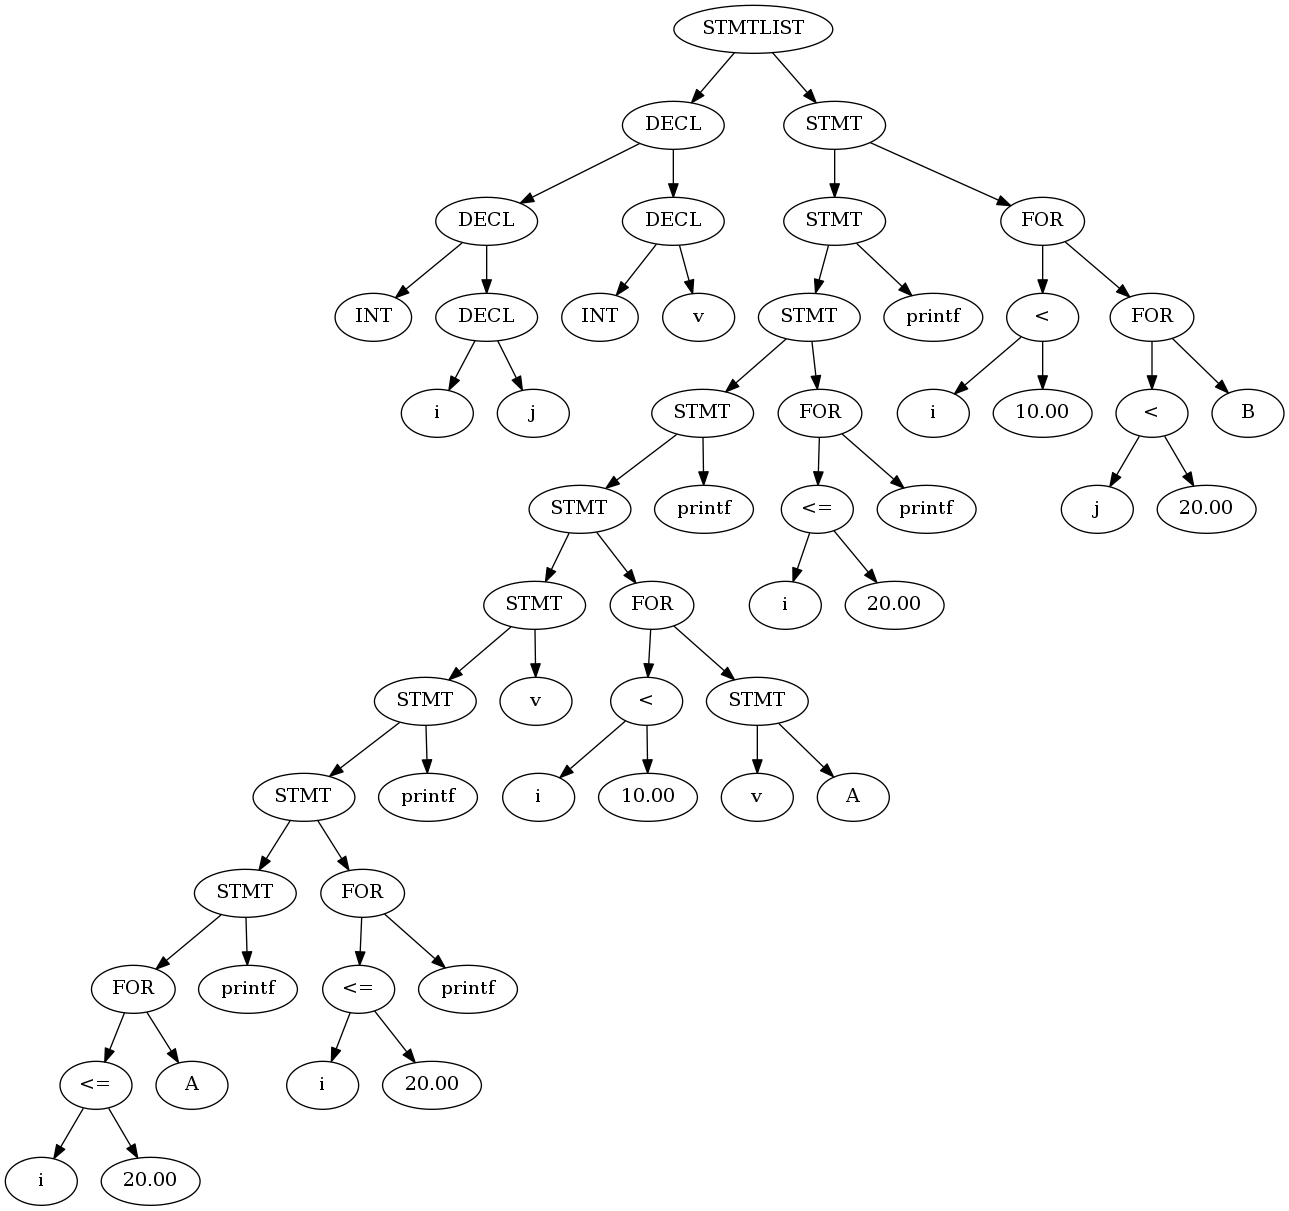 STMTLIST
DECL STMT
DECL DECL STMT FOR
INT DECL INT v STMT printf < FOR
i j STMT FOR i 10.00 < B
STMT printf <= printf j 20.00
STMT FOR i 20.00
STMT v < STMT
STMT printf i 10.00 v A
STMT FOR
FOR printf <= printf
<= A i 20.00
i 20.00